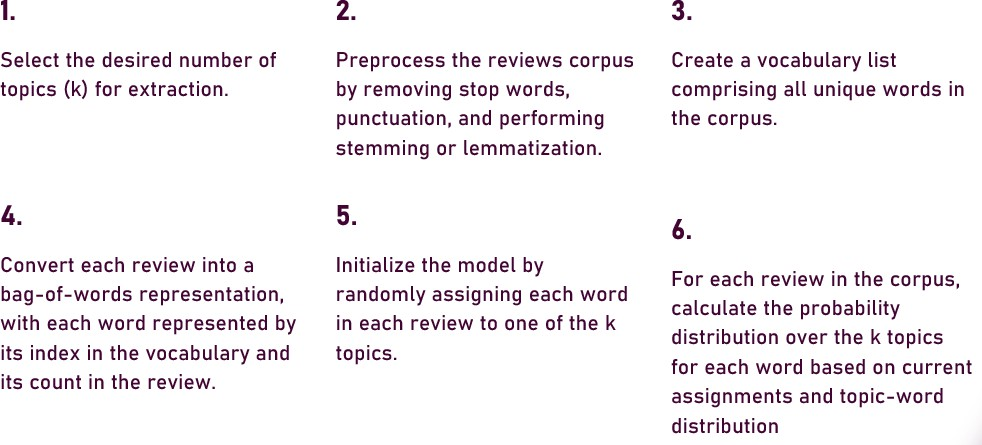 1.
Select the desired number of
topics (k) for extraction.
2.
Preprocess the reviews corpus
by removing stop words,
punctuation, and performing
stemming or lemmatization.
3.
Create a vocabulary list
comprising all unique words in
the corpus.
4.
Convert each review into a
bag-of-words representation,
with each word represented by
its index in the vocabulary and
its count in the review.
5.
Initialize the model by
randomly assigning each word
in each review to one of the k
topics.
6.
For each review in the corpus,
calculate the probability
distribution over the k topics
for each word based on current
assignments and topic-word
distribution